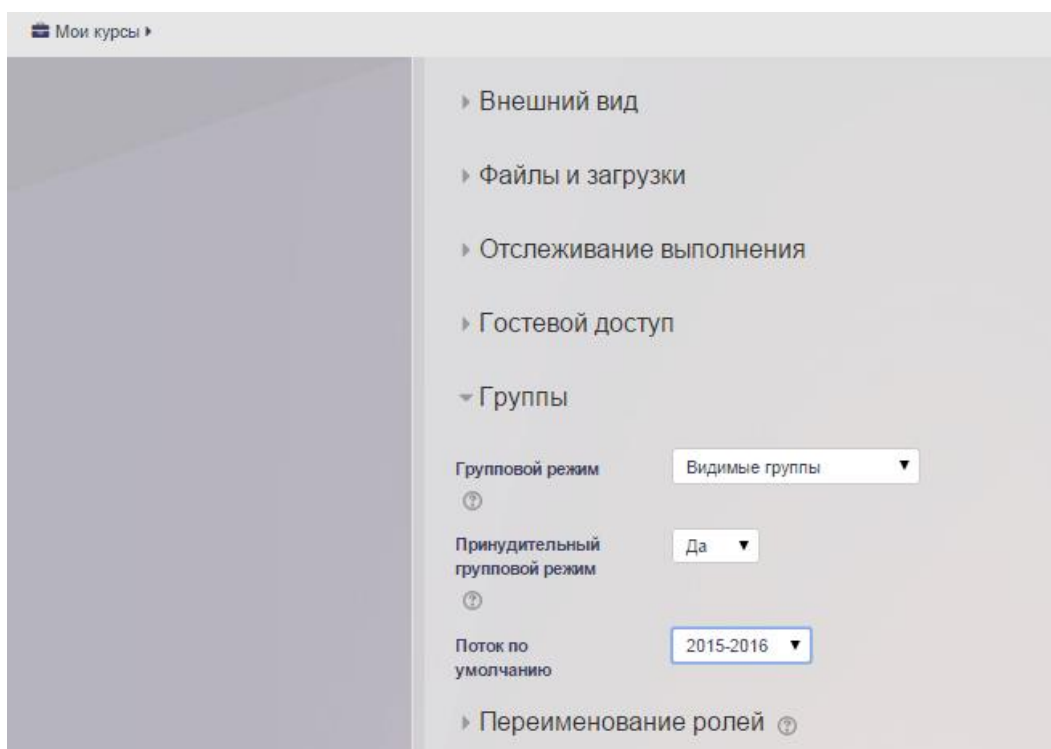 Мои курсы
Внешний вид
Файлы и загрузки
Отслеживание выполнения
Гостевой доступ
Группы
Групповой режим
Видимые группы
Принудительный
групповой режим
Да
Поток по
умолчанию
2015-2016
Переименование ролей